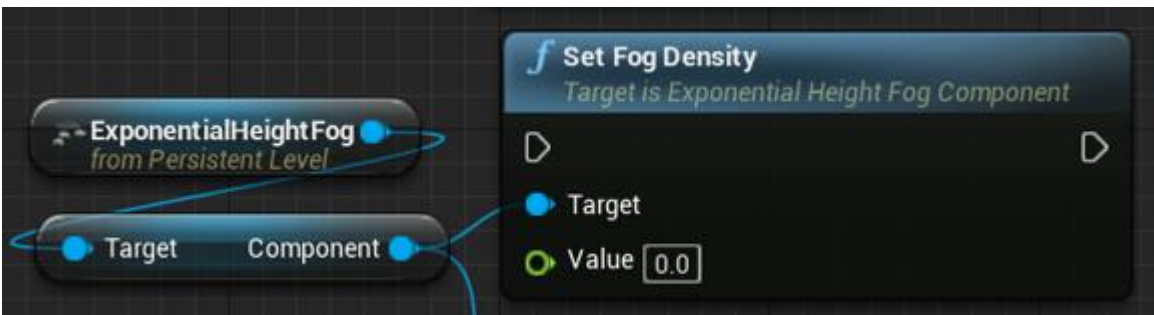 Set Fog Density
Target is Exponential Height Fog Component
ExponentialHeightFog
from Persistent Level
Target
Target Component
Value 0.0